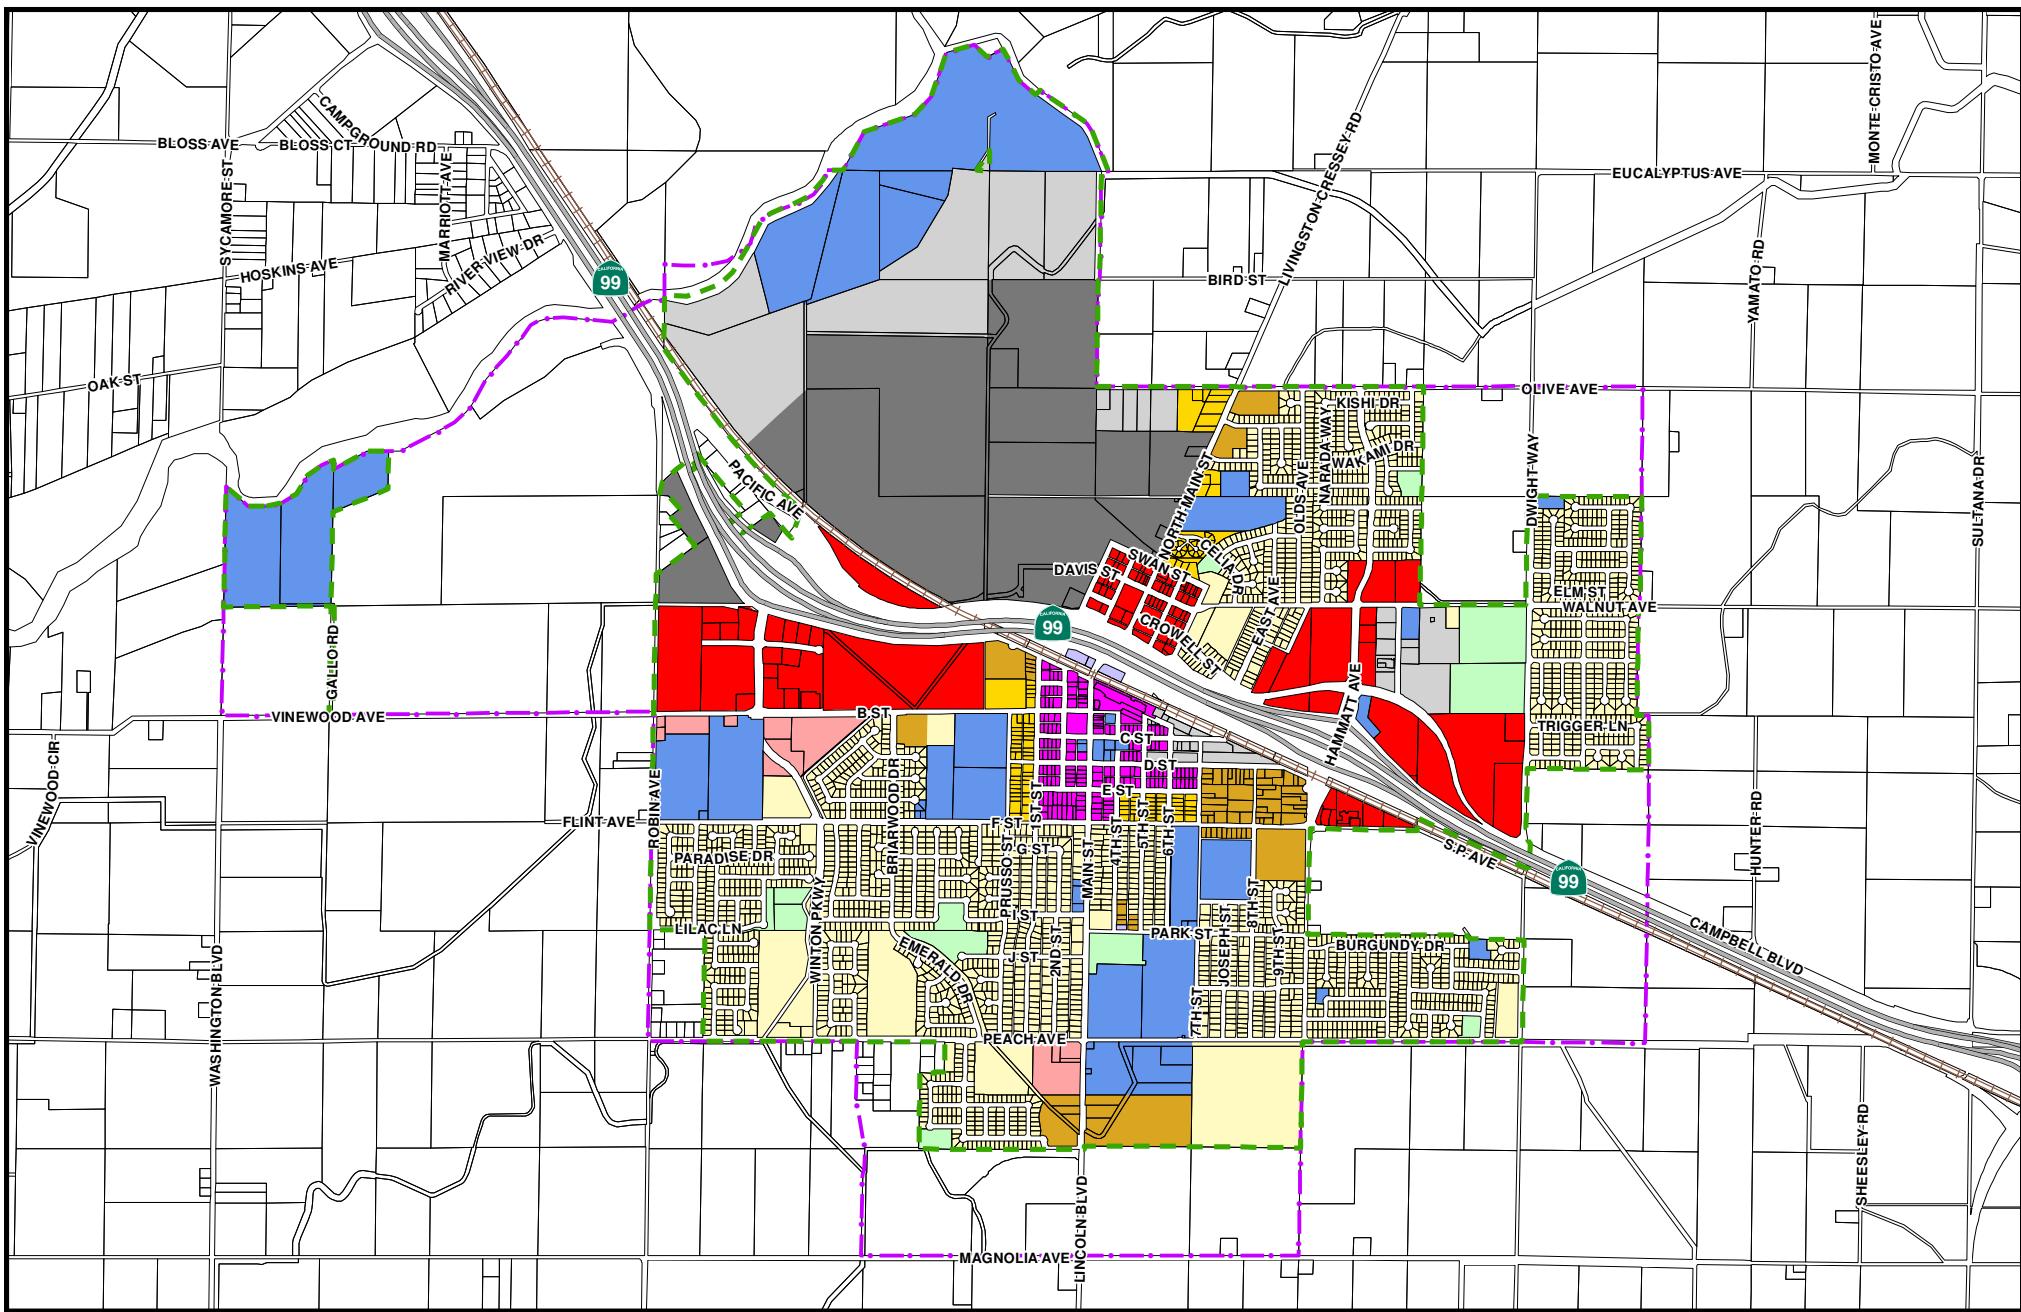 MONTE CRISTO AVE
CAMPGROUND RD
BLOSS AVE
BLOSS CT
MARRIOTT AVE
SYCAMORE ST
LIVINGSTON CRESSEY RD
EUCALYPTUS AVE
RIVER VIEW DR
HOSKINS AVE
CALIFORNIA
99
BIRD ST
YAMATO RD
OAK ST
OLIVE AVE
KISHI DR
NARADA WAY
WAKAMI DR
OLDS AVE
NORTH MAIN ST
DWIGHT WAY
SULTANA DR
PACIFIC AVE
CELIA DR
SWAN ST
DAVIS ST
EAST AVE
ELM ST
WALNUT AVE
CALIFORNIA
99
CROWELL ST
GALLO RD
HAMMATT AVE
VINEWOOD AVE
B ST
C ST
TRIGGER LN
D ST
VINEWOOD CIR
ROBIN AVE
BRIARWOOD DR
E ST
1ST ST
4TH ST
5TH ST
6TH ST
HUNTER RD
FLINT AVE
F ST
G ST
PARADISE DR
PRUSSO ST
MAIN ST
S P AVE
CALIFORNIA
99
WINTON PKWY
8TH ST
I ST
LILAC LN
PARK ST
JOSEPH ST
9TH ST
BURGUNDY DR
CAMPBELL BLVD
EMERALD DR
J ST
2ND ST
7TH ST
WASHINGTON BLVD
PEACH AVE
SHEESLEY RD
LINCOLN BLVD
MAGNOLIA AVE